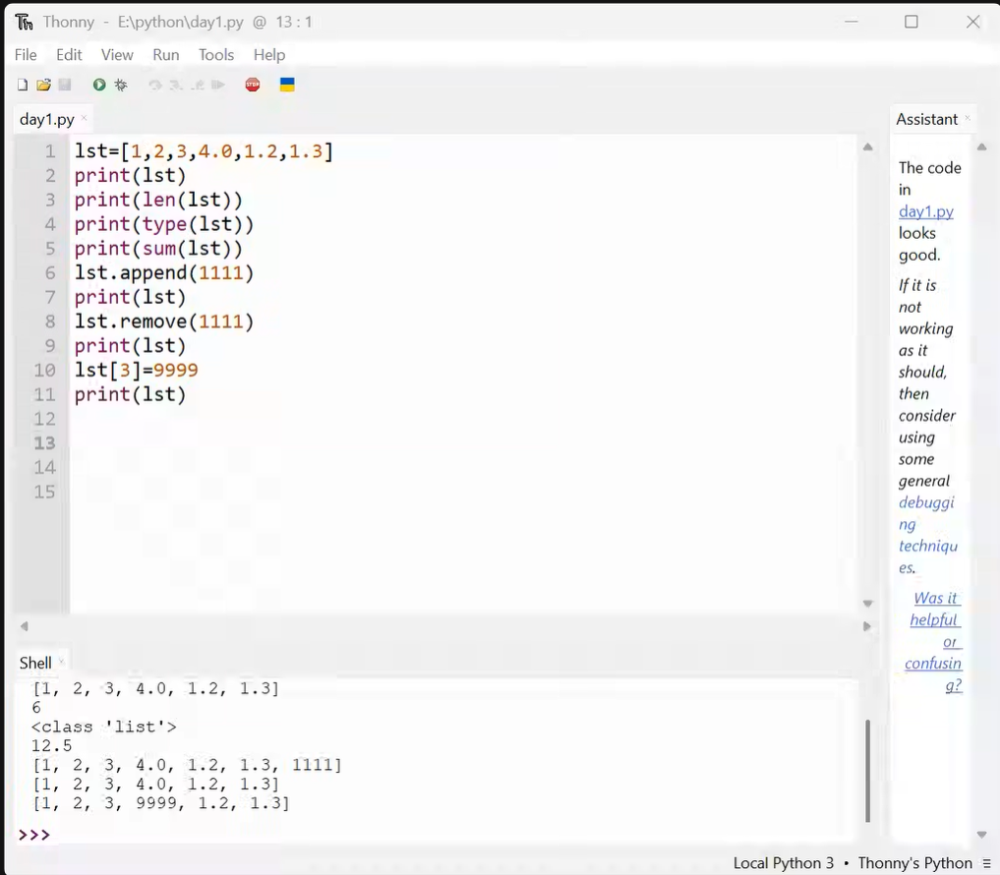 Thonny - E:\python\day1.py @ 13 : 1
File Edit View Run Tools Help
STOP
day1.py ×
1 lst=[1,2,3,4.0,1.2,1.3]
2 print(lst)
3 print(len(lst))
4 print(type(lst))
5 print(sum(lst))
6 lst.append(1111)
7 print(lst)
8 lst.remove(1111)
9 print(lst)
10 lst[3]=9999
11 print(lst)
12
13
14
15
Shell ×
[1, 2, 3, 4.0, 1.2, 1.3]
6
<class 'list'>
12.5
[1, 2, 3, 4.0, 1.2, 1.3, 1111]
[1, 2, 3, 4.0, 1.2, 1.3]
[1, 2, 3, 9999, 1.2, 1.3]
>>>
Assistant ×
The code
in
day1.py
looks
good.
If it is
not
working
as it
should,
then
consider
using
some
general
debuggi
ng
techniqu
es.
Was it
helpful
or
confusin
g?
Local Python 3 • Thonny's Python ≡